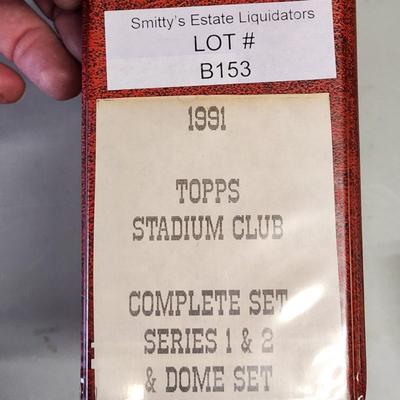 Smitty's Estate Liquidators
LOT #
B153
1991
TOPPS
STADIUM CLUB
COMPLETE SET
SERIES 1 & 2
& DOME SET